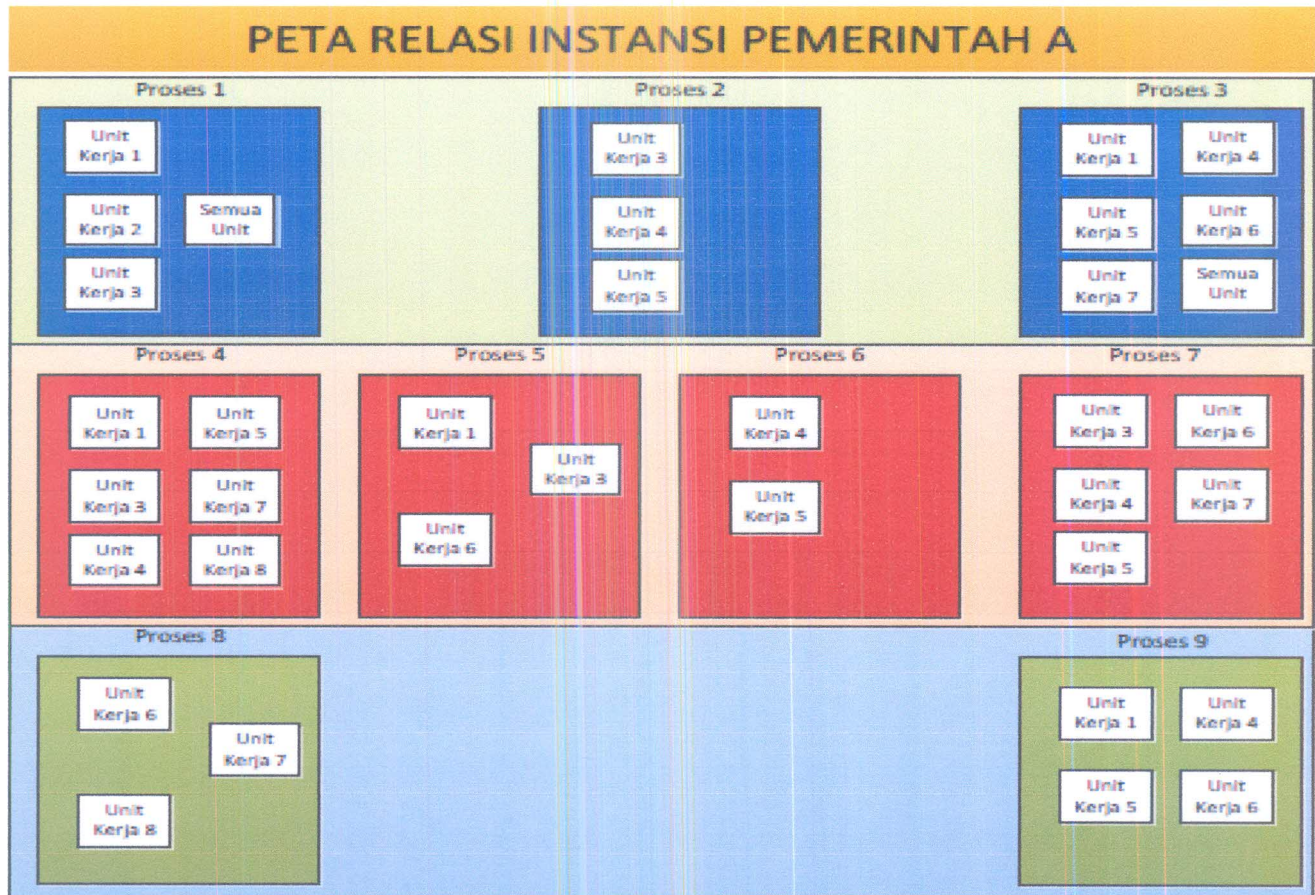 PETA RELASI INSTANSI PEMERINTAH A
Proses 1
Unit
Kerja 1
Unit
Kerja 2
Semua
Unit
Unit
Kerja 3
Proses 2
Unit
Kerja 3
Unit
Kerja 4
Unit
Kerja 5
Proses 3
Unit
Kerja 1
Unit
Kerja 4
Unit
Kerja 5
Unit
Kerja 6
Unit
Kerja 7
Semua
Unit
Proses 4
Unit
Kerja 1
Unit
Kerja 5
Unit
Kerja 3
Unit
Kerja 7
Unit
Kerja 4
Unit
Kerja 8
Proses 5
Unit
Kerja 1
Unit
Kerja 3
Unit
Kerja 6
Proses 6
Unit
Kerja 4
Unit
Kerja 5
Proses 7
Unit
Kerja 3
Unit
Kerja 6
Unit
Kerja 4
Unit
Kerja 7
Unit
Kerja 5
Proses 8
Unit
Kerja 6
Unit
Kerja 7
Unit
Kerja 8
Proses 9
Unit
Kerja 1
Unit
Kerja 4
Unit
Kerja 5
Unit
Kerja 6